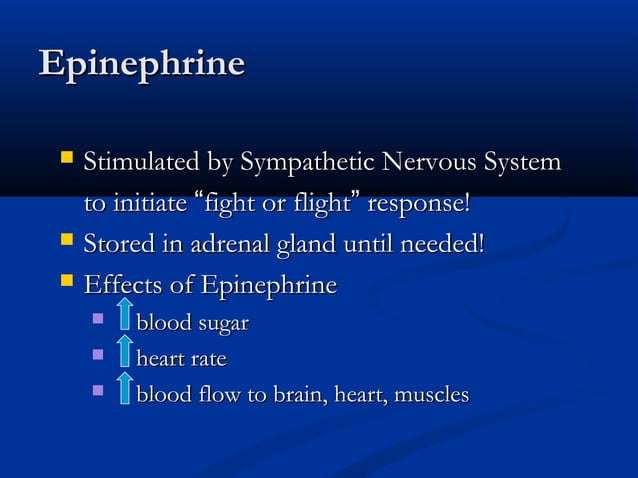 Epinephrine
Stimulated by Sympathetic Nervous System
to initiate “fight or flight” response!
Stored in adrenal gland until needed!
Effects of Epinephrine
blood sugar
heart rate
blood flow to brain, heart, muscles